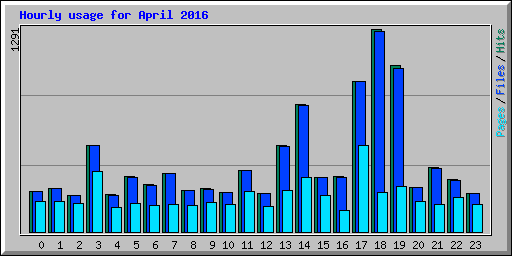 Hourly usage for April 2016
1291
Pages/Files/Hits
0 1 2 3 4 5 6 7 8 9 10 11 12 13 14 15 16 17 18 19 20 21 22 23